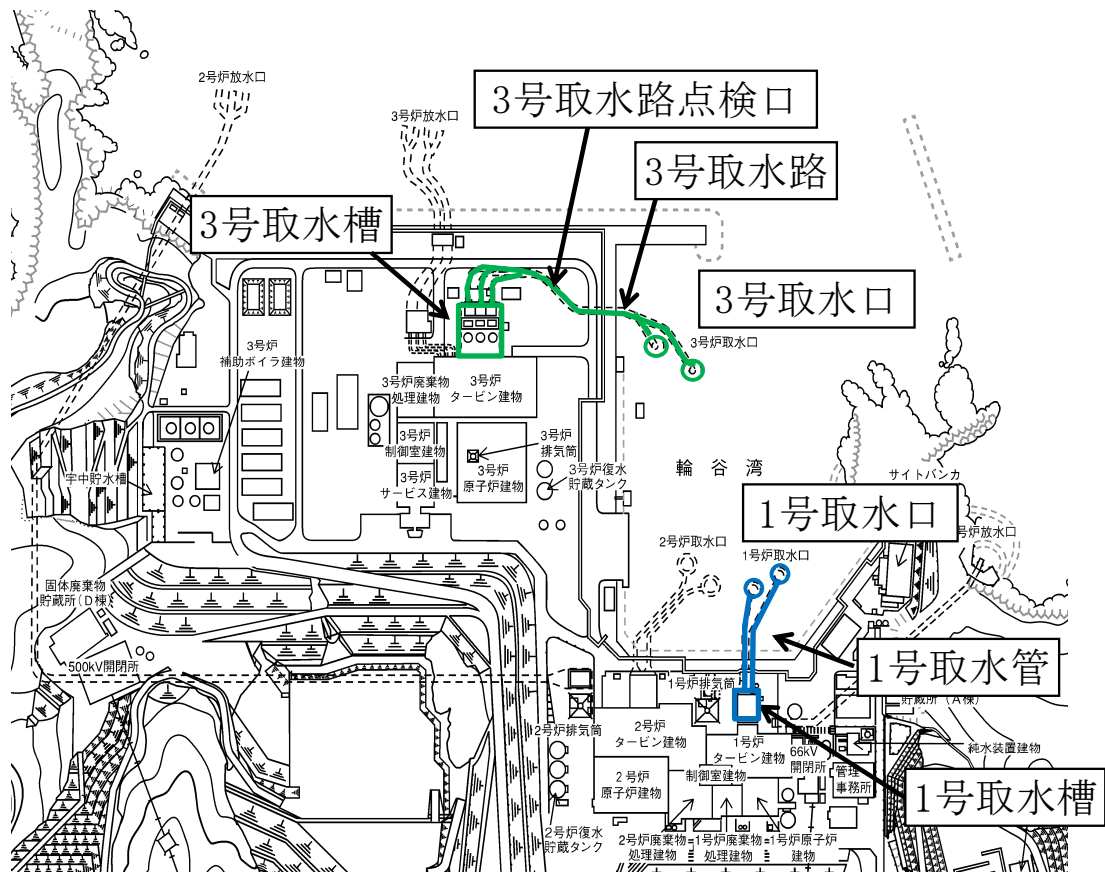 2号炉放水口
3号炉放水口
3号取水路点検口
3号取水路
3号取水槽
3号取水口
3号炉取水口
3号炉
補助ボイラ建物
3号炉廃棄物
処理建物
3号炉
タービン建物
3号炉
制御室建物
3号炉
排気筒
3号炉
原子炉建物
3号炉復水
貯蔵タンク
3号炉
サービス建物
宇中貯水槽
輪谷湾
サイトバンカ
1号取水口
号炉放水口
2号炉取水口
1号炉取水口
固体廃棄物
貯蔵所(D棟)
500kV開閉所
1号取水管
1号炉排気筒
貯蔵所(A棟)
2号炉排気筒
2号炉
タービン建物
1号炉
タービン建物
66kV
開閉所
純水装置建物
制御室建物
管理
事務所
2号炉
原子炉建物
1号取水槽
2号炉復水
貯蔵タンク
2号炉廃棄物
処理建物
1号炉廃棄物
処理建物
1号炉原子炉
建物